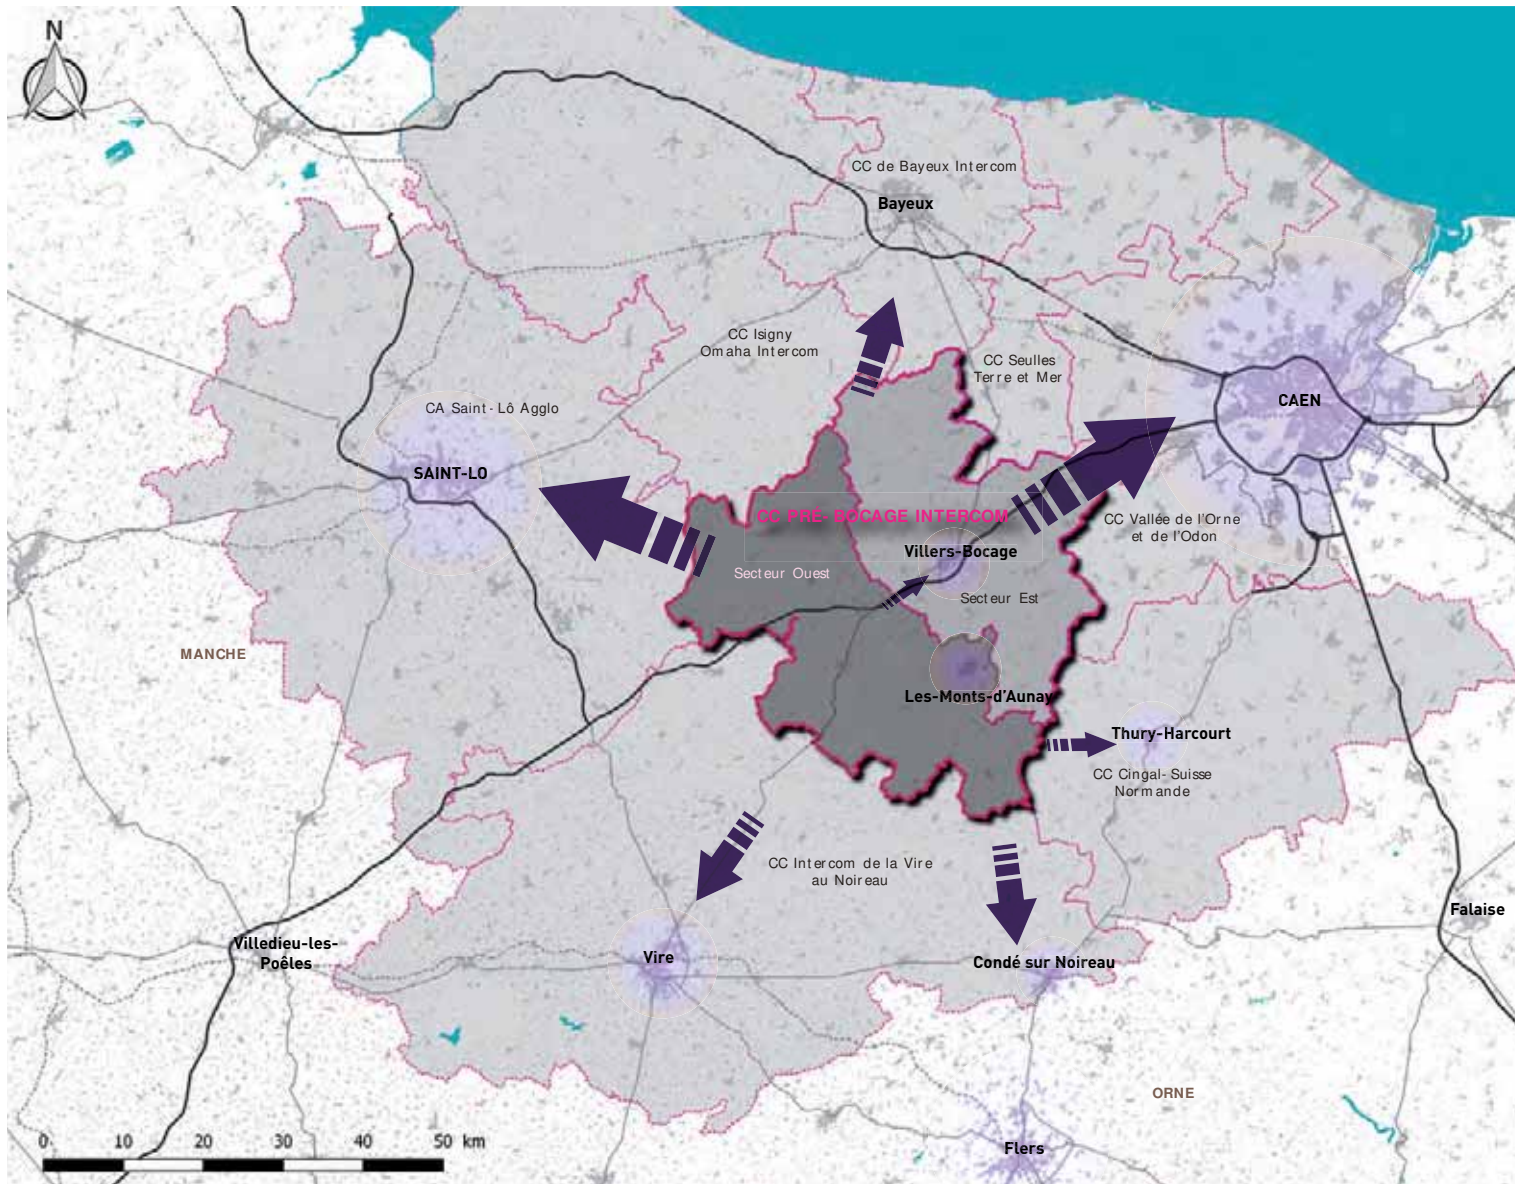 N
CC de Bayeux Intercom
Bayeux
CC Isigny
Omaha Intercom
CC Seulles
Terre et Mer
CA Saint-Lô Agglo
CAEN
SAINT-LO
CC PRÉ-BOCAGE INTERCOM
CC Vallée de l'Orne
et de l'Odon
Villers-Bocage
Secteur Ouest
Secteur Est
MANCHE
Les-Monts-d'Aunay
Thury-Harcourt
CC Cingal-Suisse
Normande
CC Intercom de la Vire
au Noireau
Falaise
Villedieu-les-
Poêles
Vire
Condé sur Noireau
ORNE
0 10 20 30 40 50 km
Flers